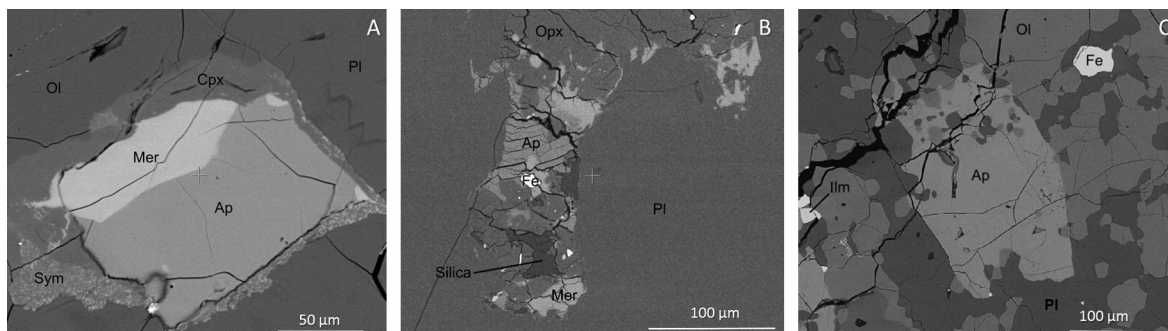 A
Ol
Pl
Cpx
Mer
Ap
Sym
50 µm
B
Opx
Ap
Fe
Pl
Silica
Mer
100 µm
C
Ol
Fe
Ap
Ilm
Pl
100 µm